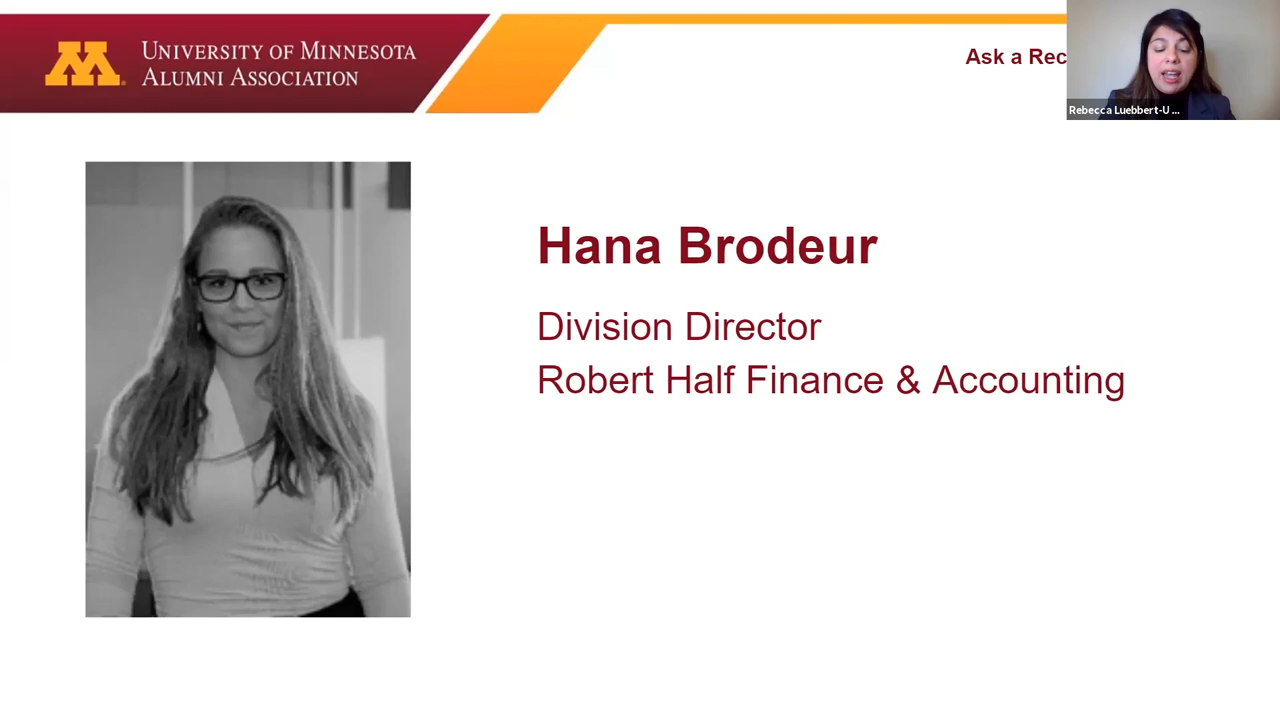 UNIVERSITY OF MINNESOTA
ALUMNI ASSOCIATION
Ask a Rec
Rebecca Luebbert-U ...
Hana Brodeur
Division Director
Robert Half Finance & Accounting